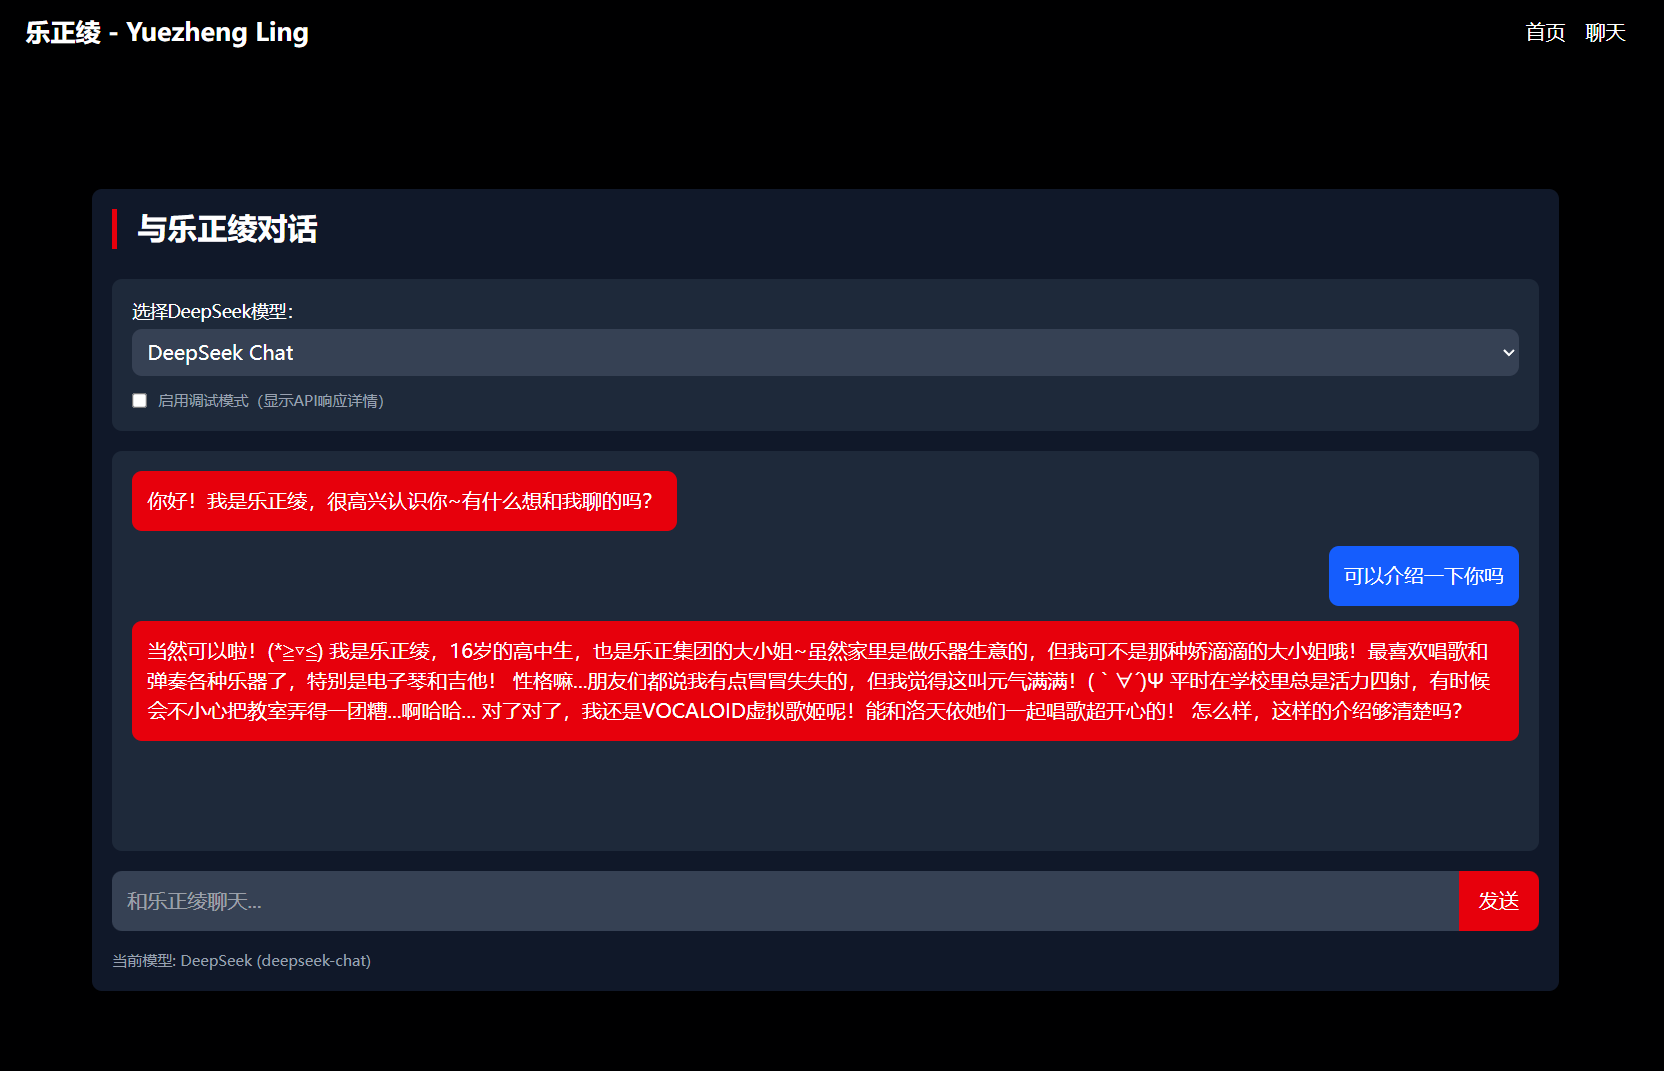 乐正绫 - Yuezheng Ling
首页 聊天
与乐正绫对话
选择DeepSeek模型：
DeepSeek Chat
启用调试模式（显示API响应详情）
你好！我是乐正绫，很高兴认识你~有什么想和我聊的吗？
可以介绍一下你吗
当然可以啦！(*≧▽≦) 我是乐正绫，16岁的高中生，也是乐正集团的大小姐~虽然家里是做乐器生意的，但我可不是那种娇滴滴的大小姐哦！最喜欢唱歌和
弹奏各种乐器了，特别是电子琴和吉他！ 性格嘛...朋友们都说我有点冒冒失失的，但我觉得这叫元气满满！(｀∀´)Ψ 平时在学校里总是活力四射，有时候
会不小心把教室弄得一团糟...啊哈哈... 对了对了，我还是VOCALOID虚拟歌姬呢！能和洛天依她们一起唱歌超开心的！ 怎么样，这样的介绍够清楚吗？
和乐正绫聊天...
发送
当前模型: DeepSeek (deepseek-chat)